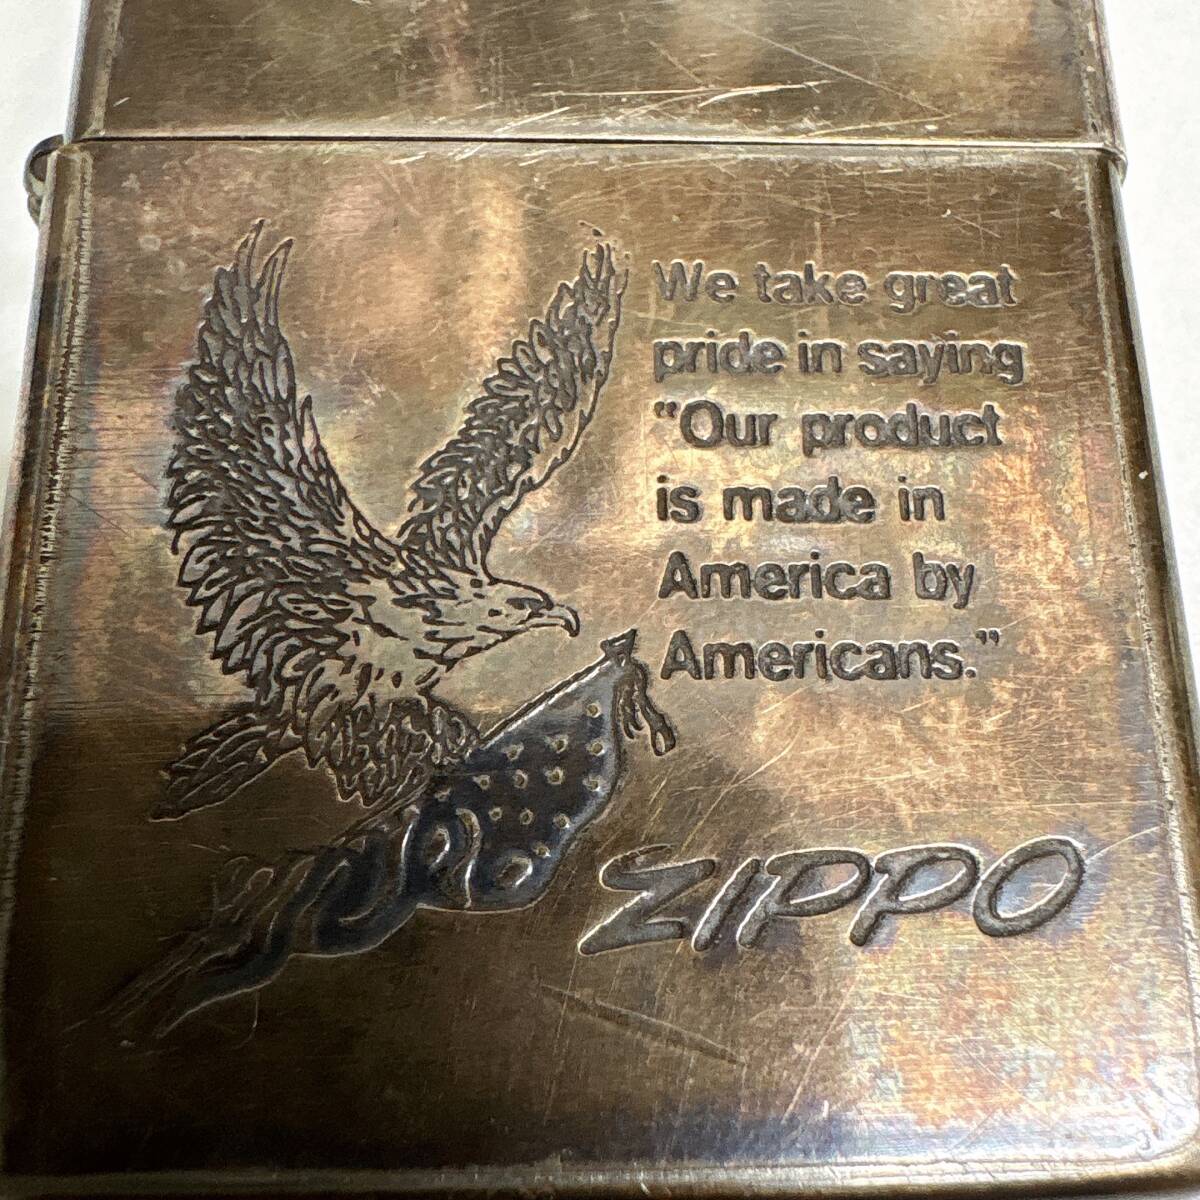 We take great
pride in saying
"Our product
is made in
America by
Americans."
ZIPPO